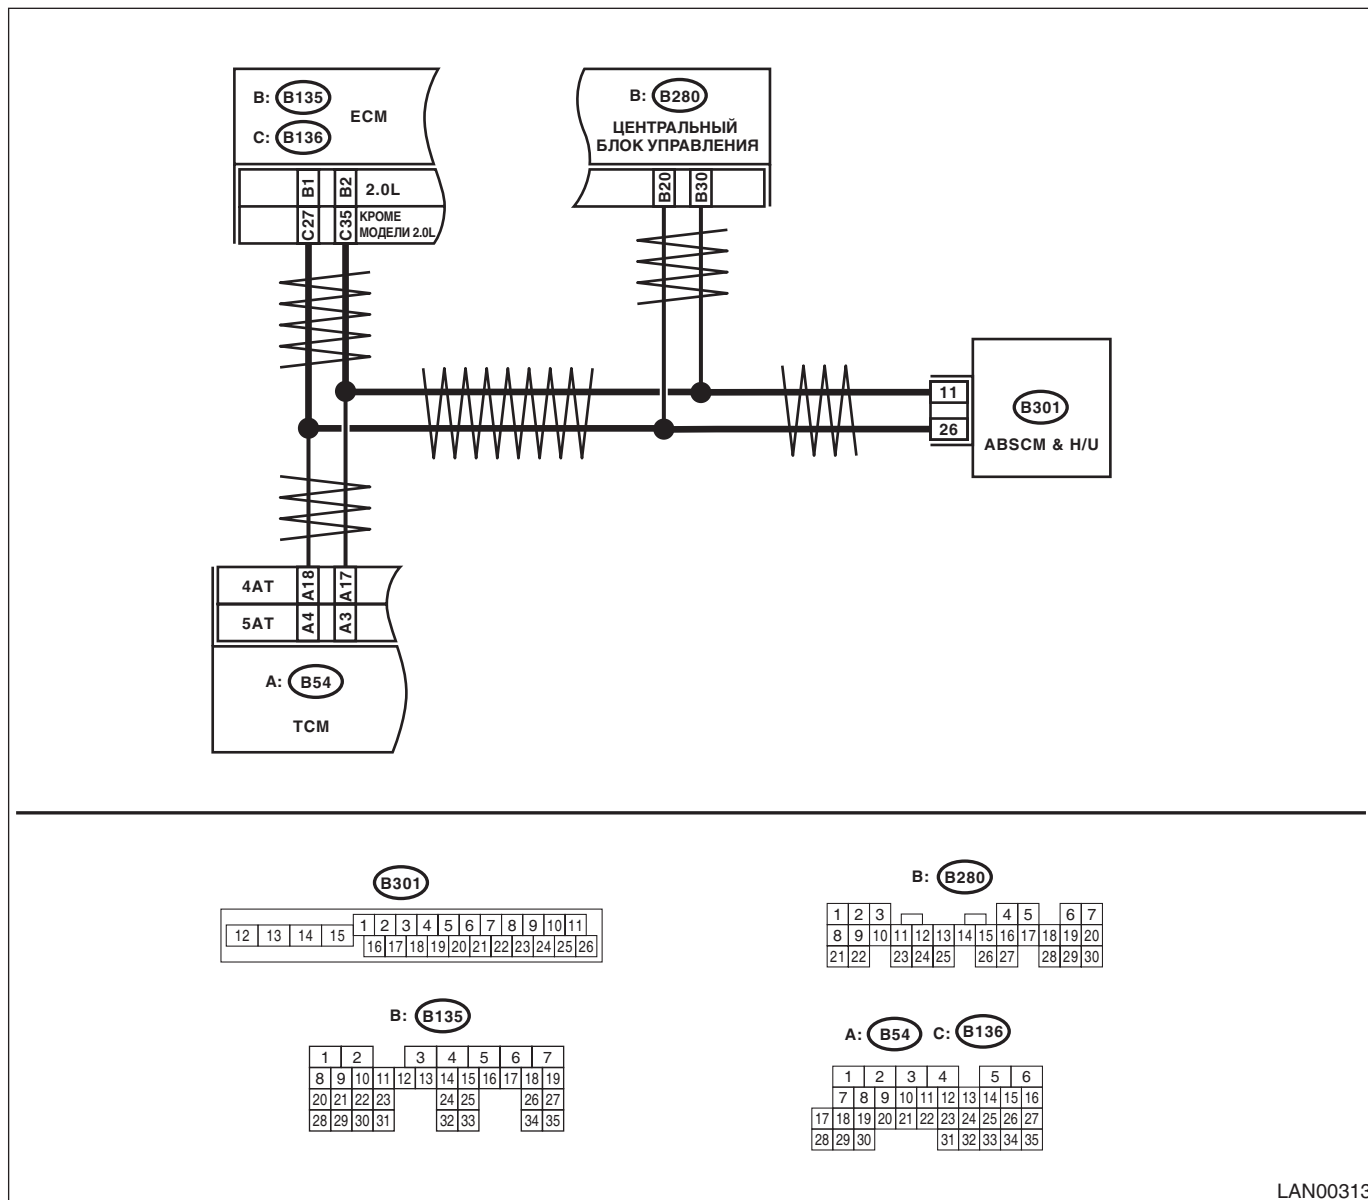 B: B135
ECM
C: B136
B1 B2 2.0L
C27 C35 КРОМЕ
МОДЕЛИ 2.0L
B: B280
ЦЕНТРАЛЬНЫЙ
БЛОК УПРАВЛЕНИЯ
B20 B30
11
26
B301
ABSCM & H/U
4AT A18 A17
5AT A4 A3
A: B54
TCM
B301
1 2 3 4 5 6 7 8 9 10 11
12 13 14 15
16 17 18 19 20 21 22 23 24 25 26
B: B280
1 2 3 4 5 6 7
8 9 10 11 12 13 14 15 16 17 18 19 20
21 22 23 24 25 26 27 28 29 30
B: B135
1 2 3 4 5 6 7
8 9 10 11 12 13 14 15 16 17 18 19
20 21 22 23 24 25 26 27
28 29 30 31 32 33 34 35
A: B54 C: B136
1 2 3 4 5 6
7 8 9 10 11 12 13 14 15 16
17 18 19 20 21 22 23 24 25 26 27
28 29 30 31 32 33 34 35
LAN00313